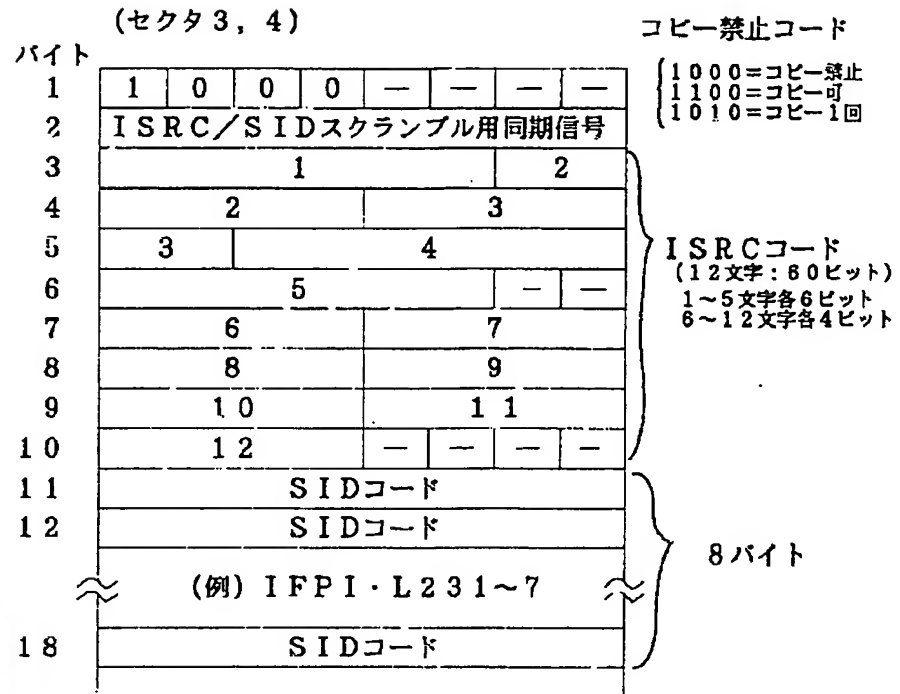 (セクタ3,4)
コピー禁止コード
バイト
1 1 0 0 0 — — — —
1000=コピー禁止
1100=コピー可
1010=コピー1回
2 ISRC/SIDスクランブル用同期信号
3 1 2
4 2 3
5 3 4
ISRCコード
(12文字:60ビット)
6 5 — —
1~5文字各6ビット
6~12文字各4ビット
7 6 7
8 8 9
9 10 11
10 12 — — — —
11 SIDコード
12 SIDコード
8バイト
(例) IFPI・L231~7
18 SIDコード